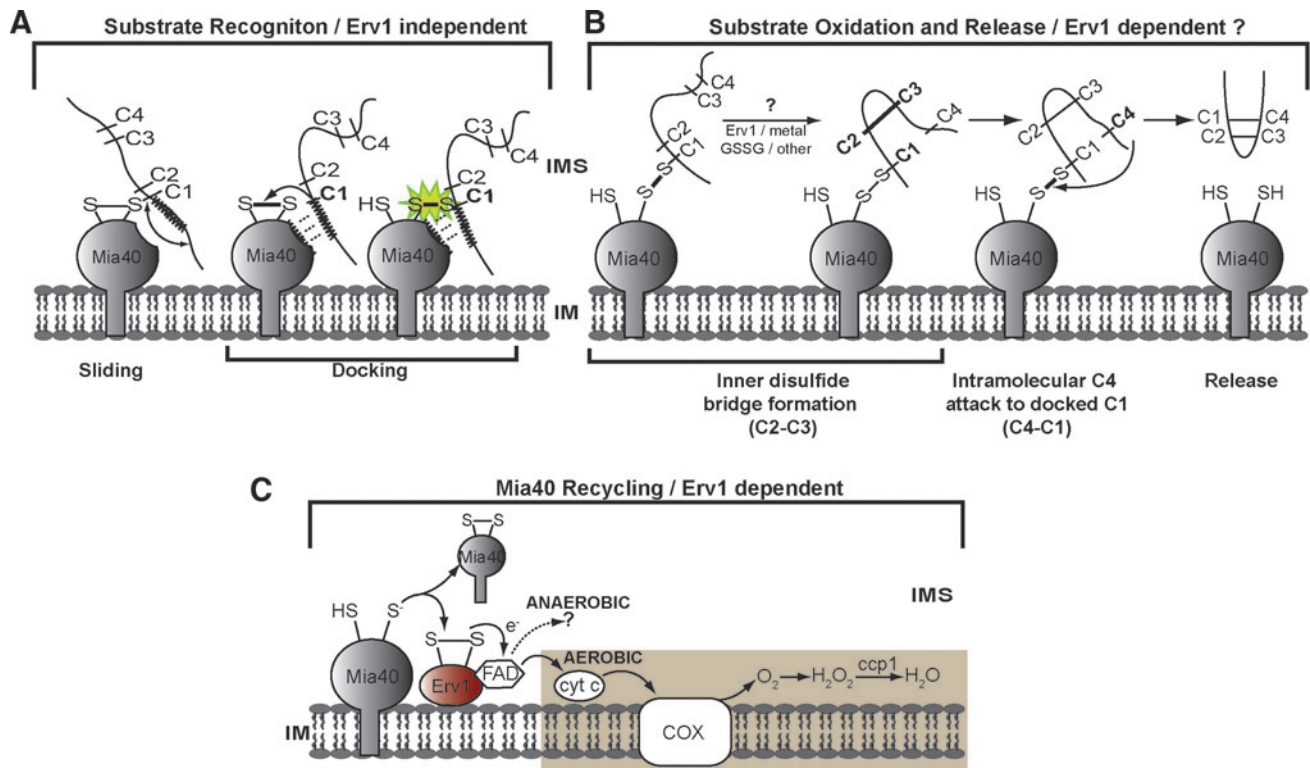 A
Substrate Recogniton / Erv1 independent
C4
C3
C2
C1
S
S
Mia40
C3
C4
C2
C1
S
S
Mia40
C3
C4
C2
C1
HS
S
S
Mia40
IMS
IM
Sliding
Docking
B
Substrate Oxidation and Release / Erv1 dependent ?
C4
C3
C2
C1
S
S
HS
Mia40
?
Erv1 / metal
GSSG / other
C3
C4
C2
C1
S
S
HS
Mia40
C3
C4
C2
C1
S
S
HS
Mia40
C1
C4
C2
C3
HS
SH
Mia40
Inner disulfide
bridge formation
(C2-C3)
Intramolecular C4
attack to docked C1
(C4-C1)
Release
C
Mia40 Recycling / Erv1 dependent
S
S
Mia40
HS
S-
Mia40
S
S
e-
Erv1
FAD
ANAEROBIC
?
AEROBIC
cyt c
COX
O2
H2O2
ccp1
H2O
IMS
IM